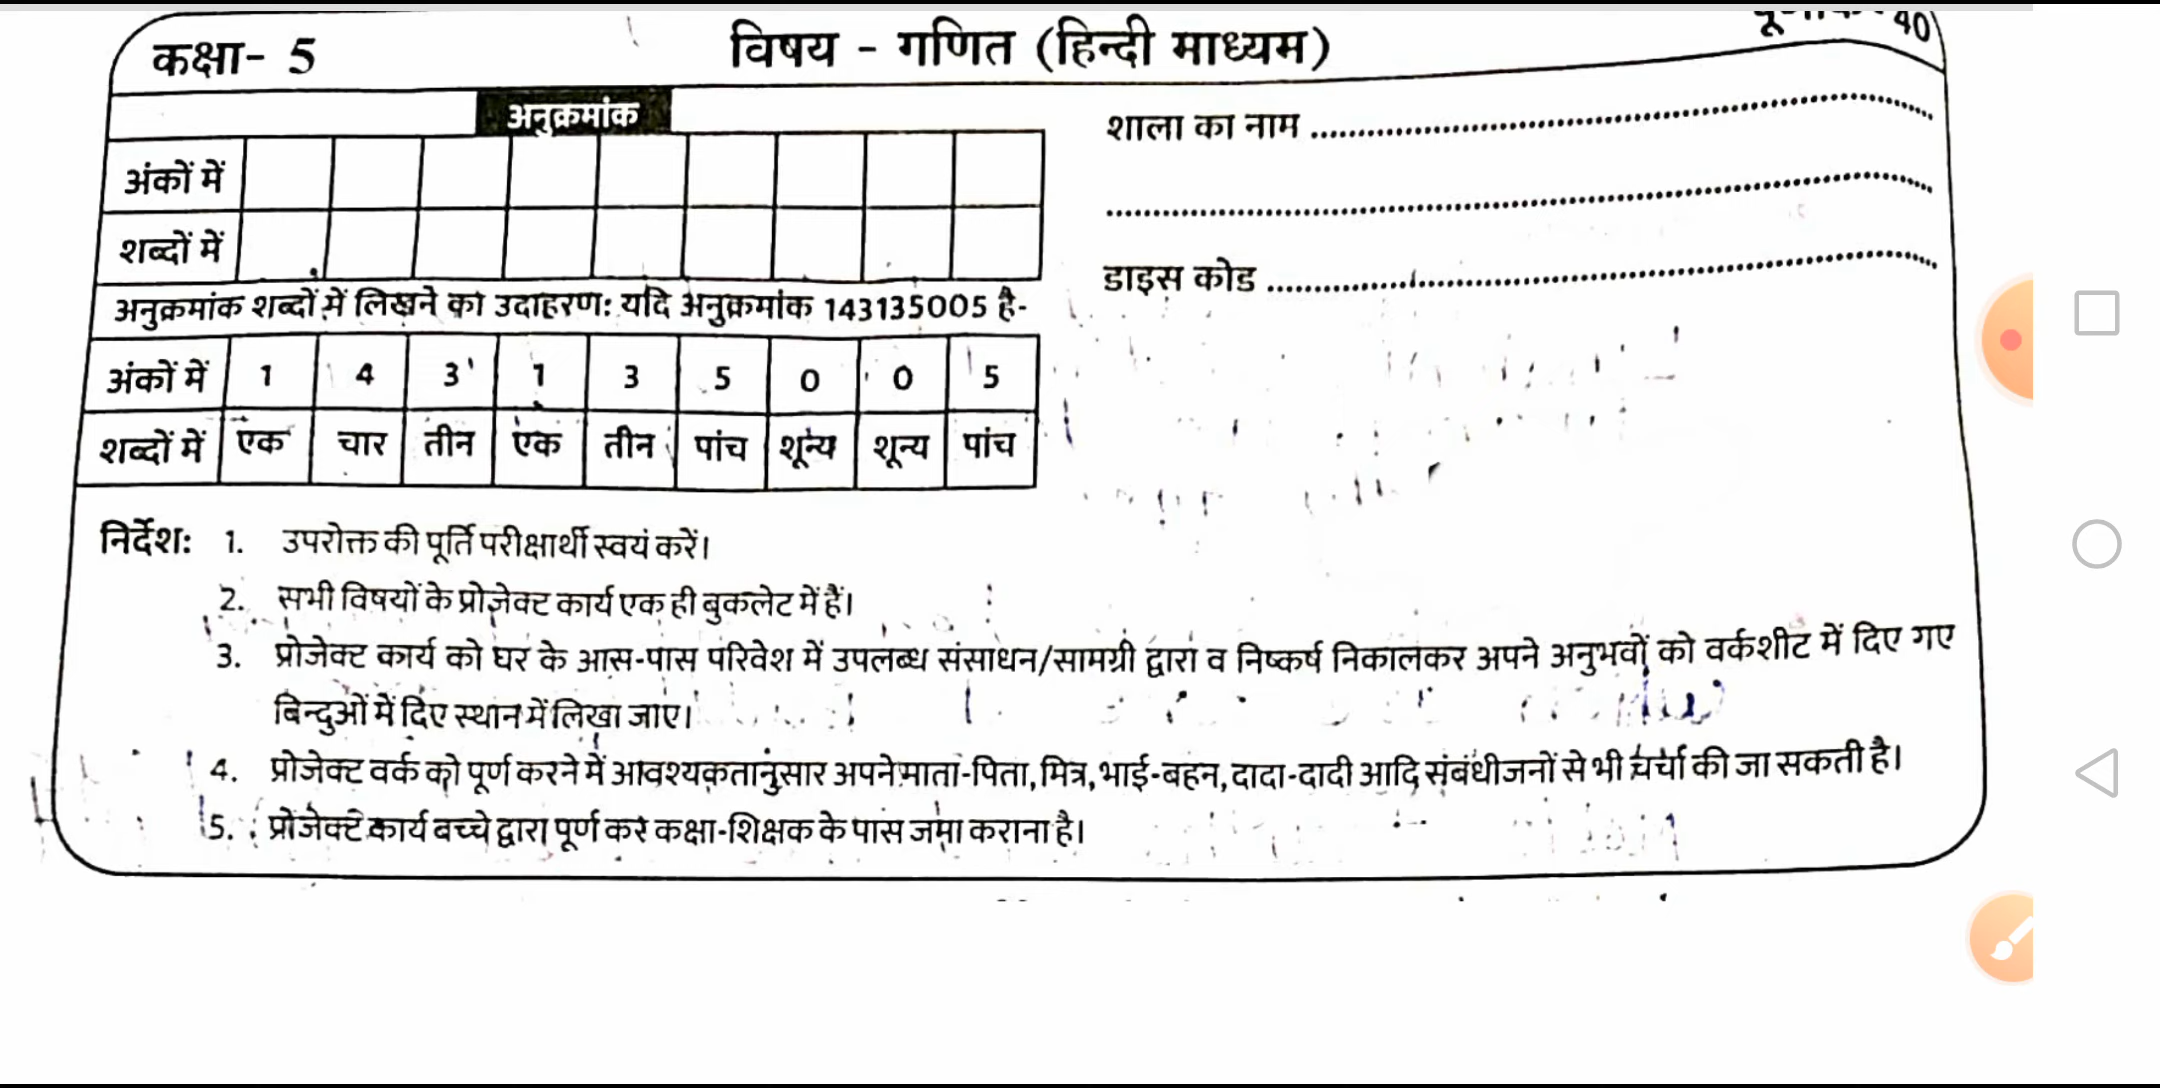 कक्षा- 5
विषय - गणित (हिन्दी माध्यम)
40
अनुक्रमांक
अंकों में
शब्दों में
शाला का नाम
डाइस कोड
अनुक्रमांक शब्दों में लिखने का उदाहरण: यदि अनुक्रमांक 143135005 है-
अंकों में 1 4 3 1 3 5 0 0 5
शब्दों में एक चार तीन एक तीन पांच शून्य शून्य पांच
निर्देश: 1. उपरोक्त की पूर्ति परीक्षार्थी स्वयं करें।
2. सभी विषयों के प्रोजेक्ट कार्य एक ही बुकलेट में हैं।
3. प्रोजेक्ट कार्य को घर के आस-पास परिवेश में उपलब्ध संसाधन/सामग्री द्वारा व निष्कर्ष निकालकर अपने अनुभवों को वर्कशीट में दिए गए
बिन्दुओं में दिए स्थान में लिखा जाए।
4. प्रोजेक्ट वर्क को पूर्ण करने में आवश्यकतानुसार अपने माता-पिता, मित्र, भाई-बहन, दादा-दादी आदि संबंधीजनों से भी चर्चा की जा सकती है।
5. प्रोजेक्ट कार्य बच्चे द्वारा पूर्ण कर कक्षा-शिक्षक के पास जमा कराना है।